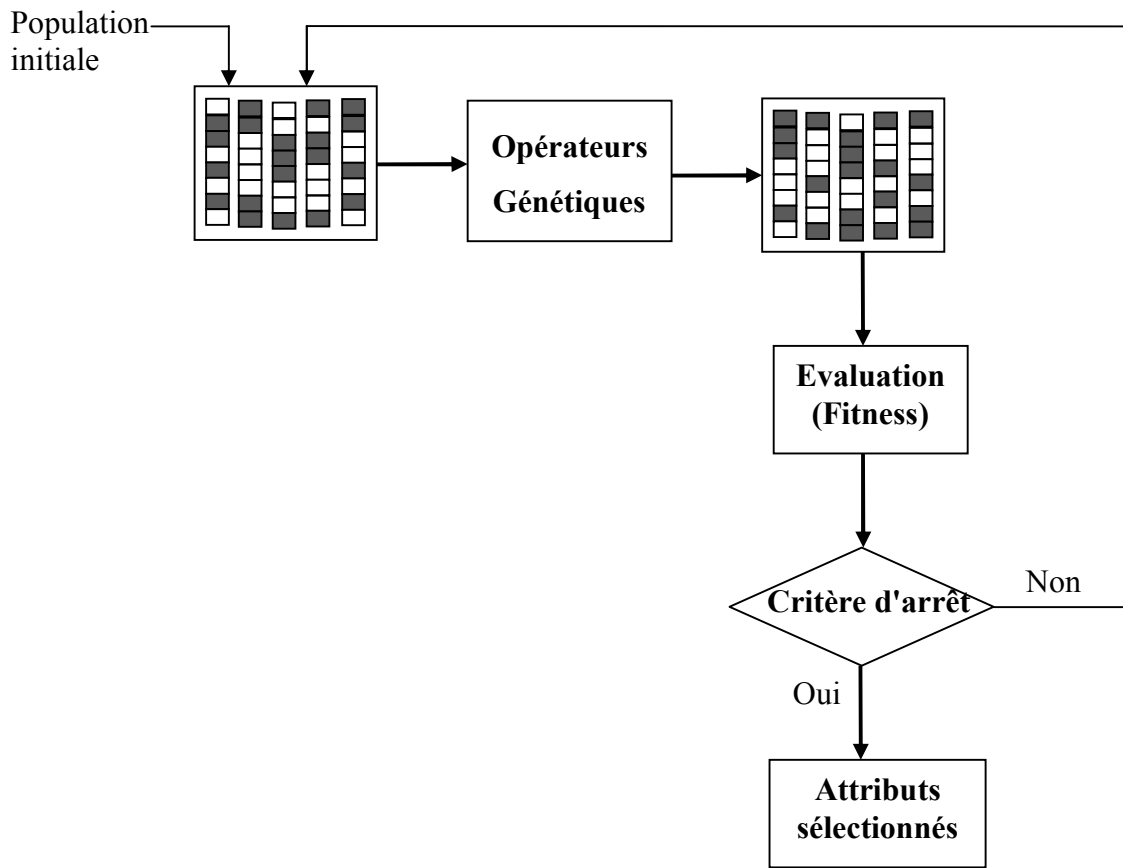 Population
initiale
Opérateurs
Génétiques
Evaluation
(Fitness)
Critère d'arrêt
Non
Oui
Attributs
sélectionnés